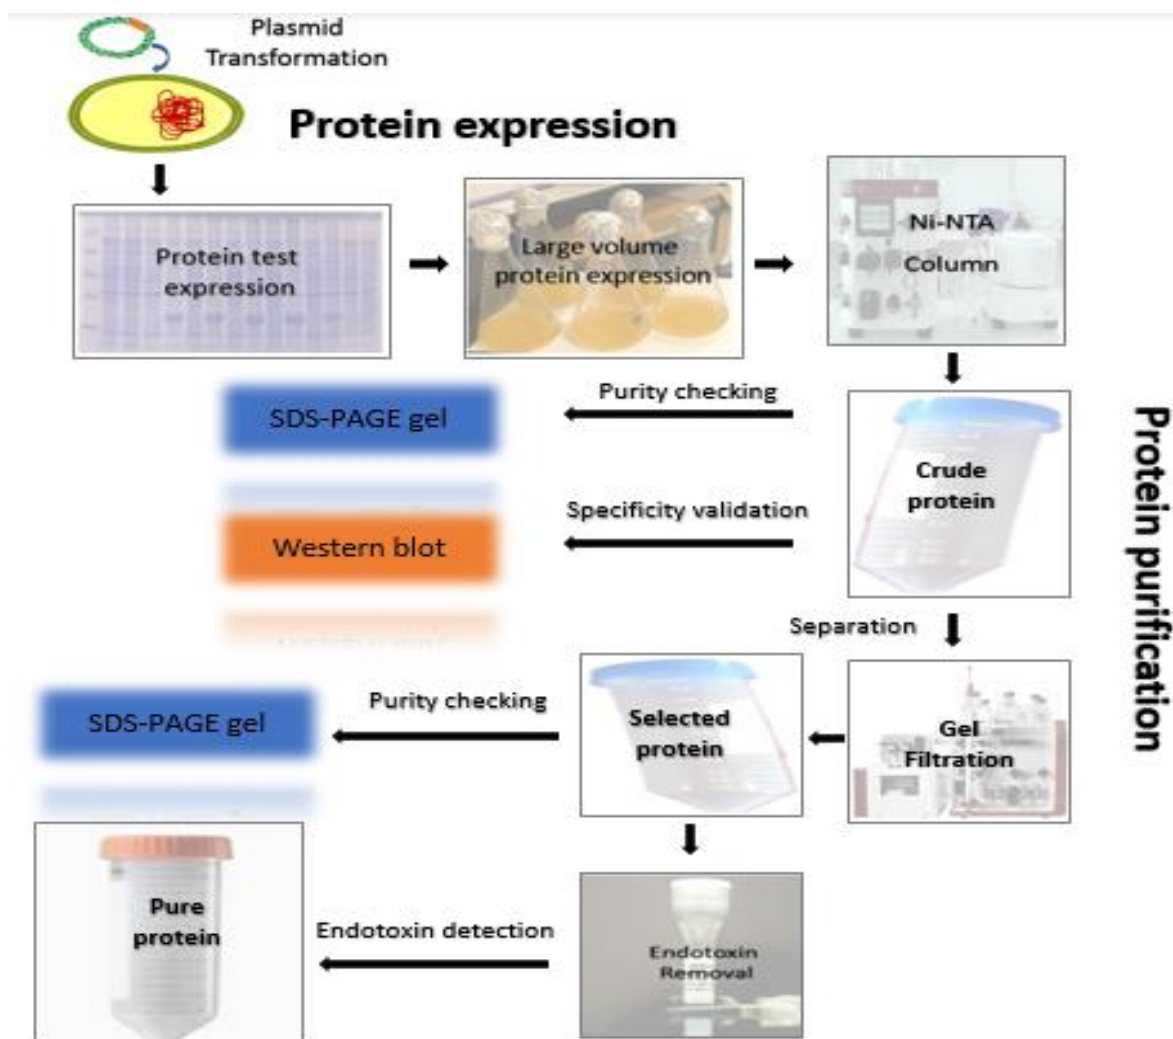 Plasmid
Transformation
Protein expression
Protein test
expression
Large volume
protein expression
Ni-NTA
Column
Purity checking
SDS-PAGE gel
Crude
protein
Specificity validation
Western blot
Protein purification
Separation
Purity checking
SDS-PAGE gel
Selected
protein
Gel
Filtration
Pure
protein
Endotoxin detection
Endotoxin
Removal